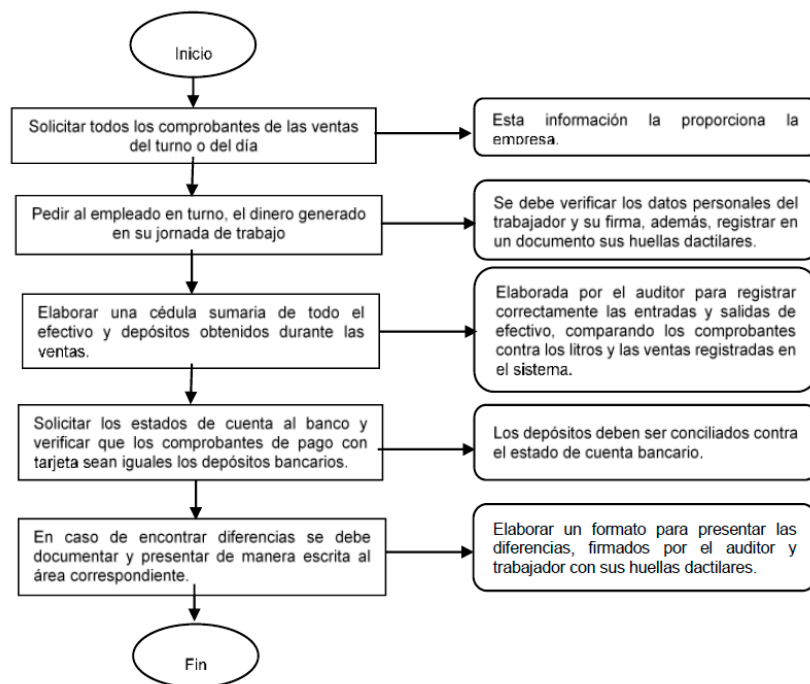 Inicio
Solicitar todos los comprobantes de las ventas
del turno o del día
Esta información la proporciona la
empresa.
Pedir al empleado en turno, el dinero generado
en su jornada de trabajo
Se debe verificar los datos personales del
trabajador y su firma, además, registrar en
un documento sus huellas dactilares.
Elaborar una cédula sumaria de todo el
efectivo y depósitos obtenidos durante las
ventas.
Elaborada por el auditor para registrar
correctamente las entradas y salidas de
efectivo, comparando los comprobantes
contra los litros y las ventas registradas en
el sistema.
Solicitar los estados de cuenta al banco y
verificar que los comprobantes de pago con
tarjeta sean iguales los depósitos bancarios.
Los depósitos deben ser conciliados contra
el estado de cuenta bancario.
En caso de encontrar diferencias se debe
documentar y presentar de manera escrita al
área correspondiente.
Elaborar un formato para presentar las
diferencias, firmados por el auditor y
trabajador con sus huellas dactilares.
Fin